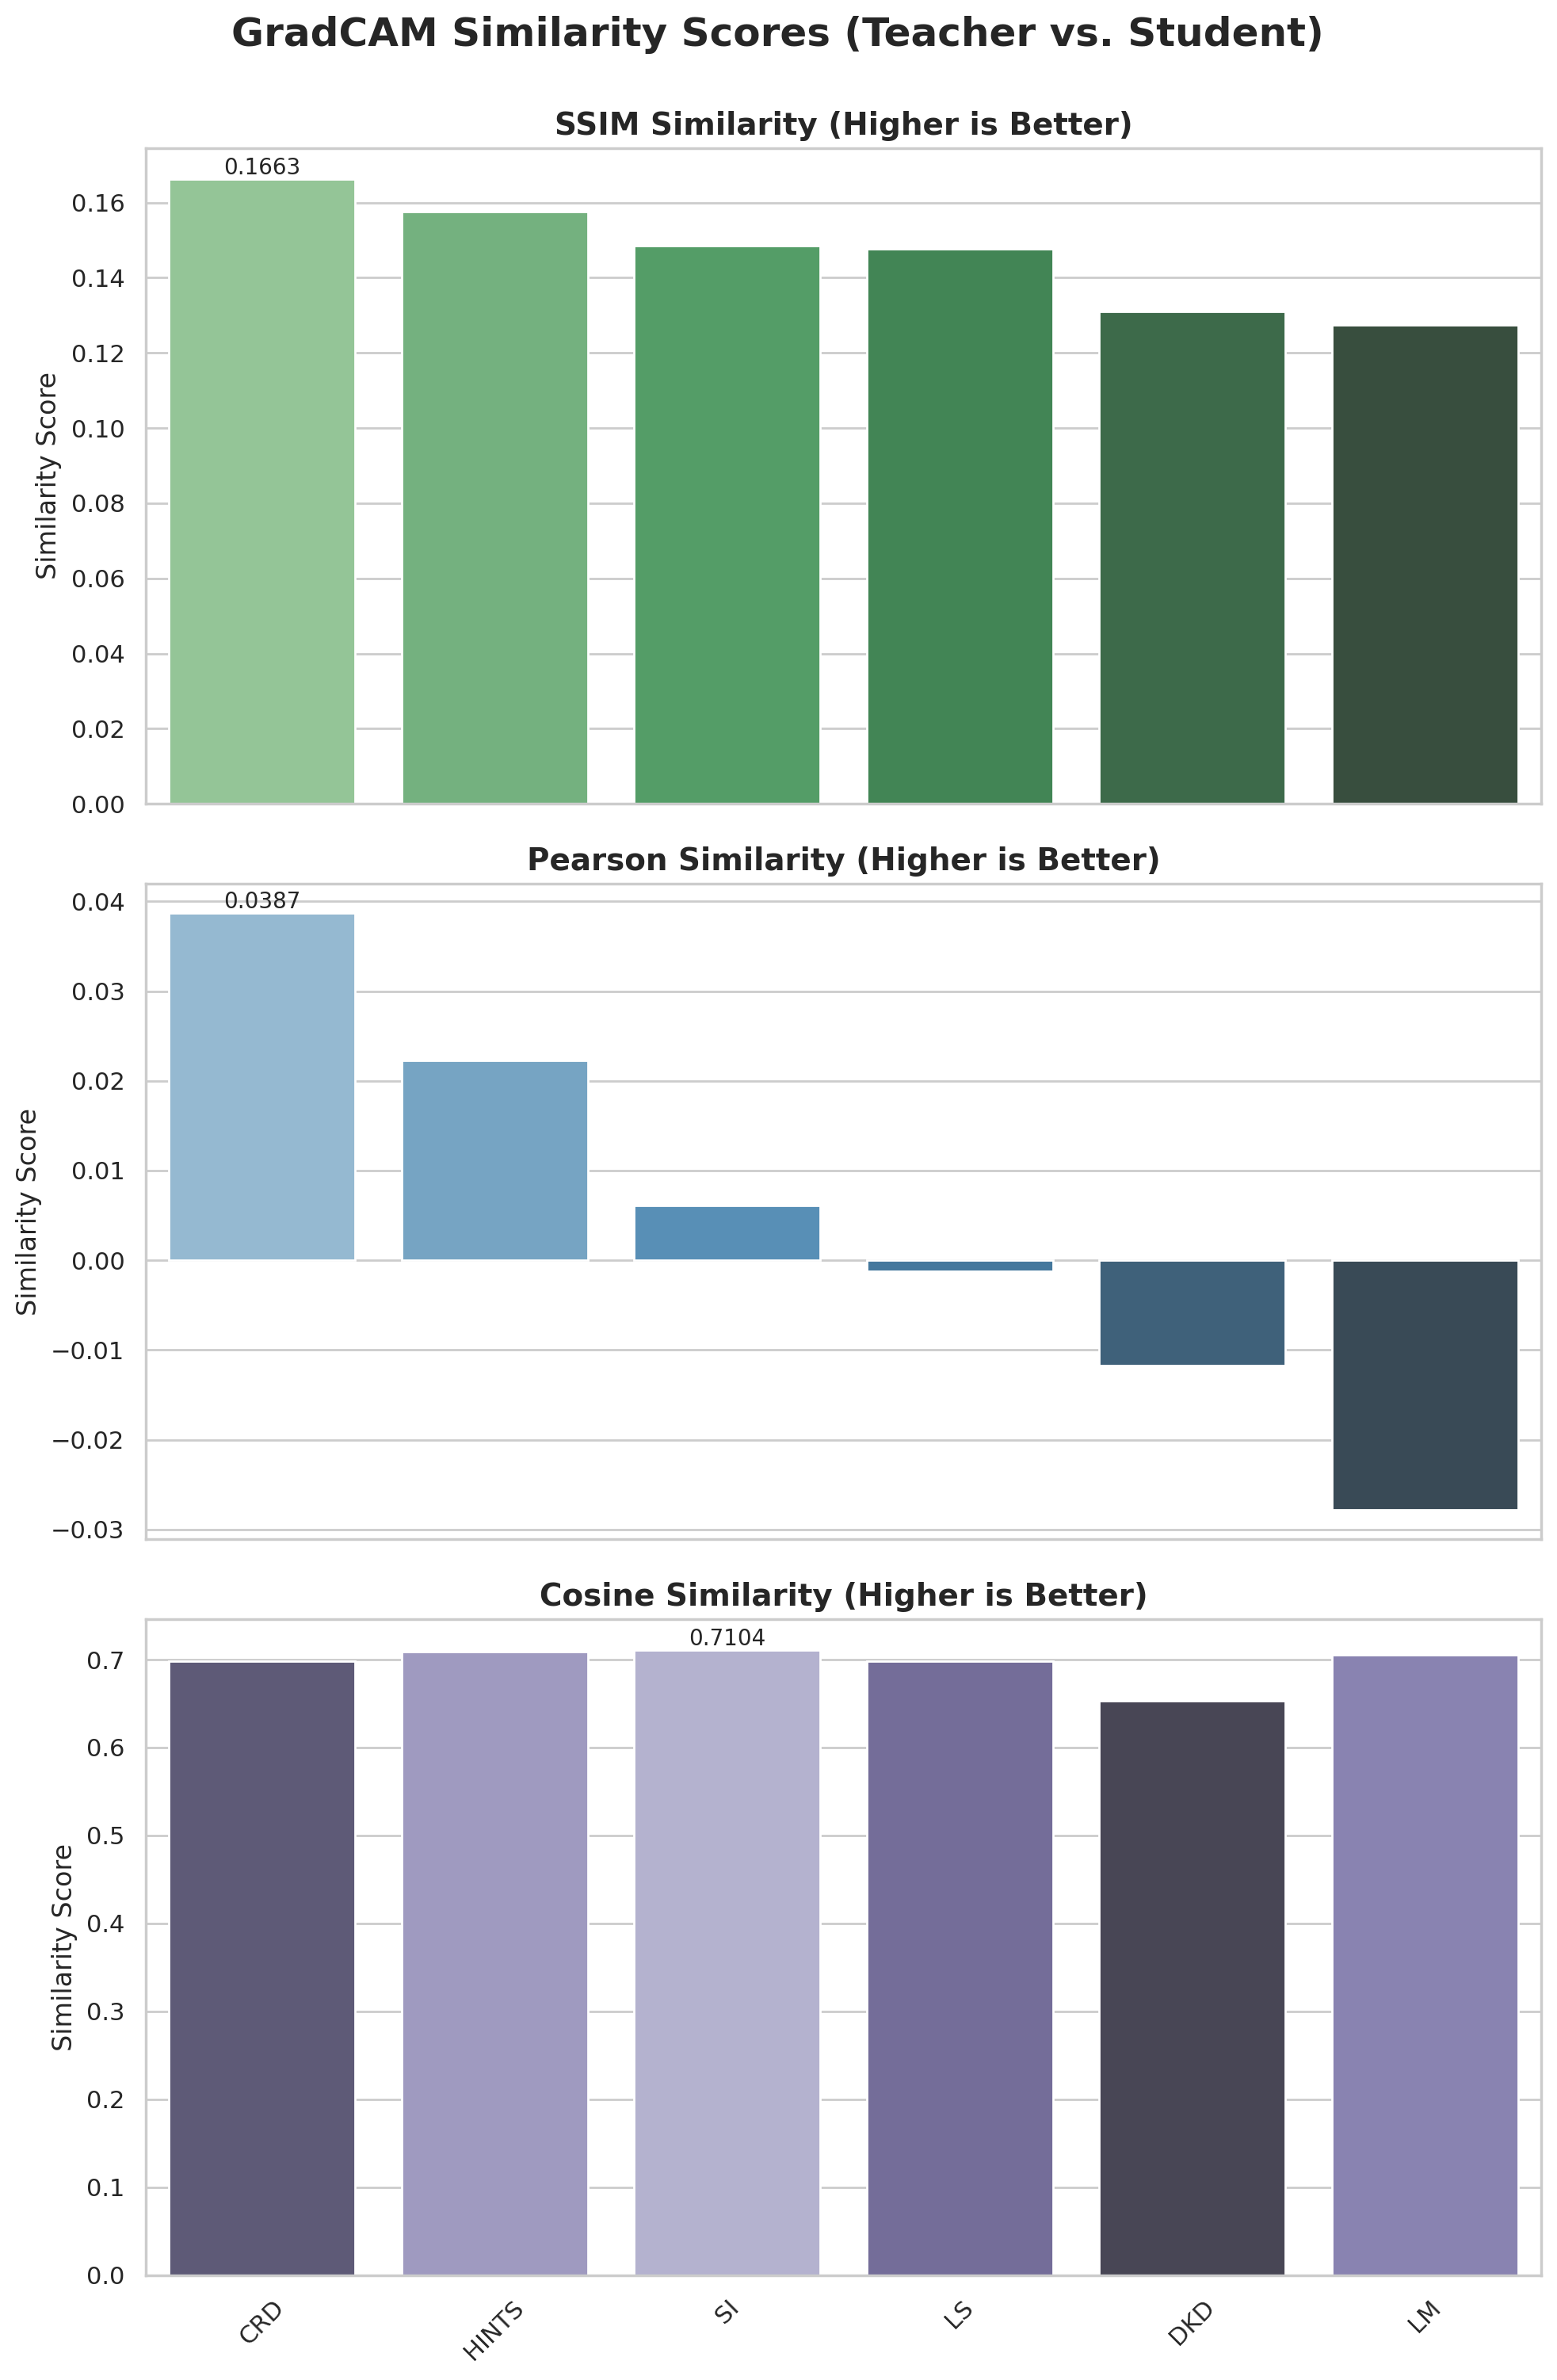 GradCAM Similarity Scores (Teacher vs. Student)
SSIM Similarity (Higher is Better)
0.1663
0.16
0.14
0.12
0.10
0.08
0.06
0.04
0.02
0.00
Similarity Score
Pearson Similarity (Higher is Better)
0.0387
0.04
0.03
0.02
0.01
0.00
−0.01
−0.02
−0.03
Similarity Score
Cosine Similarity (Higher is Better)
0.7104
0.7
0.6
0.5
0.4
0.3
0.2
0.1
0.0
Similarity Score
CRD
HINTS
SI
LS
DKD
LM